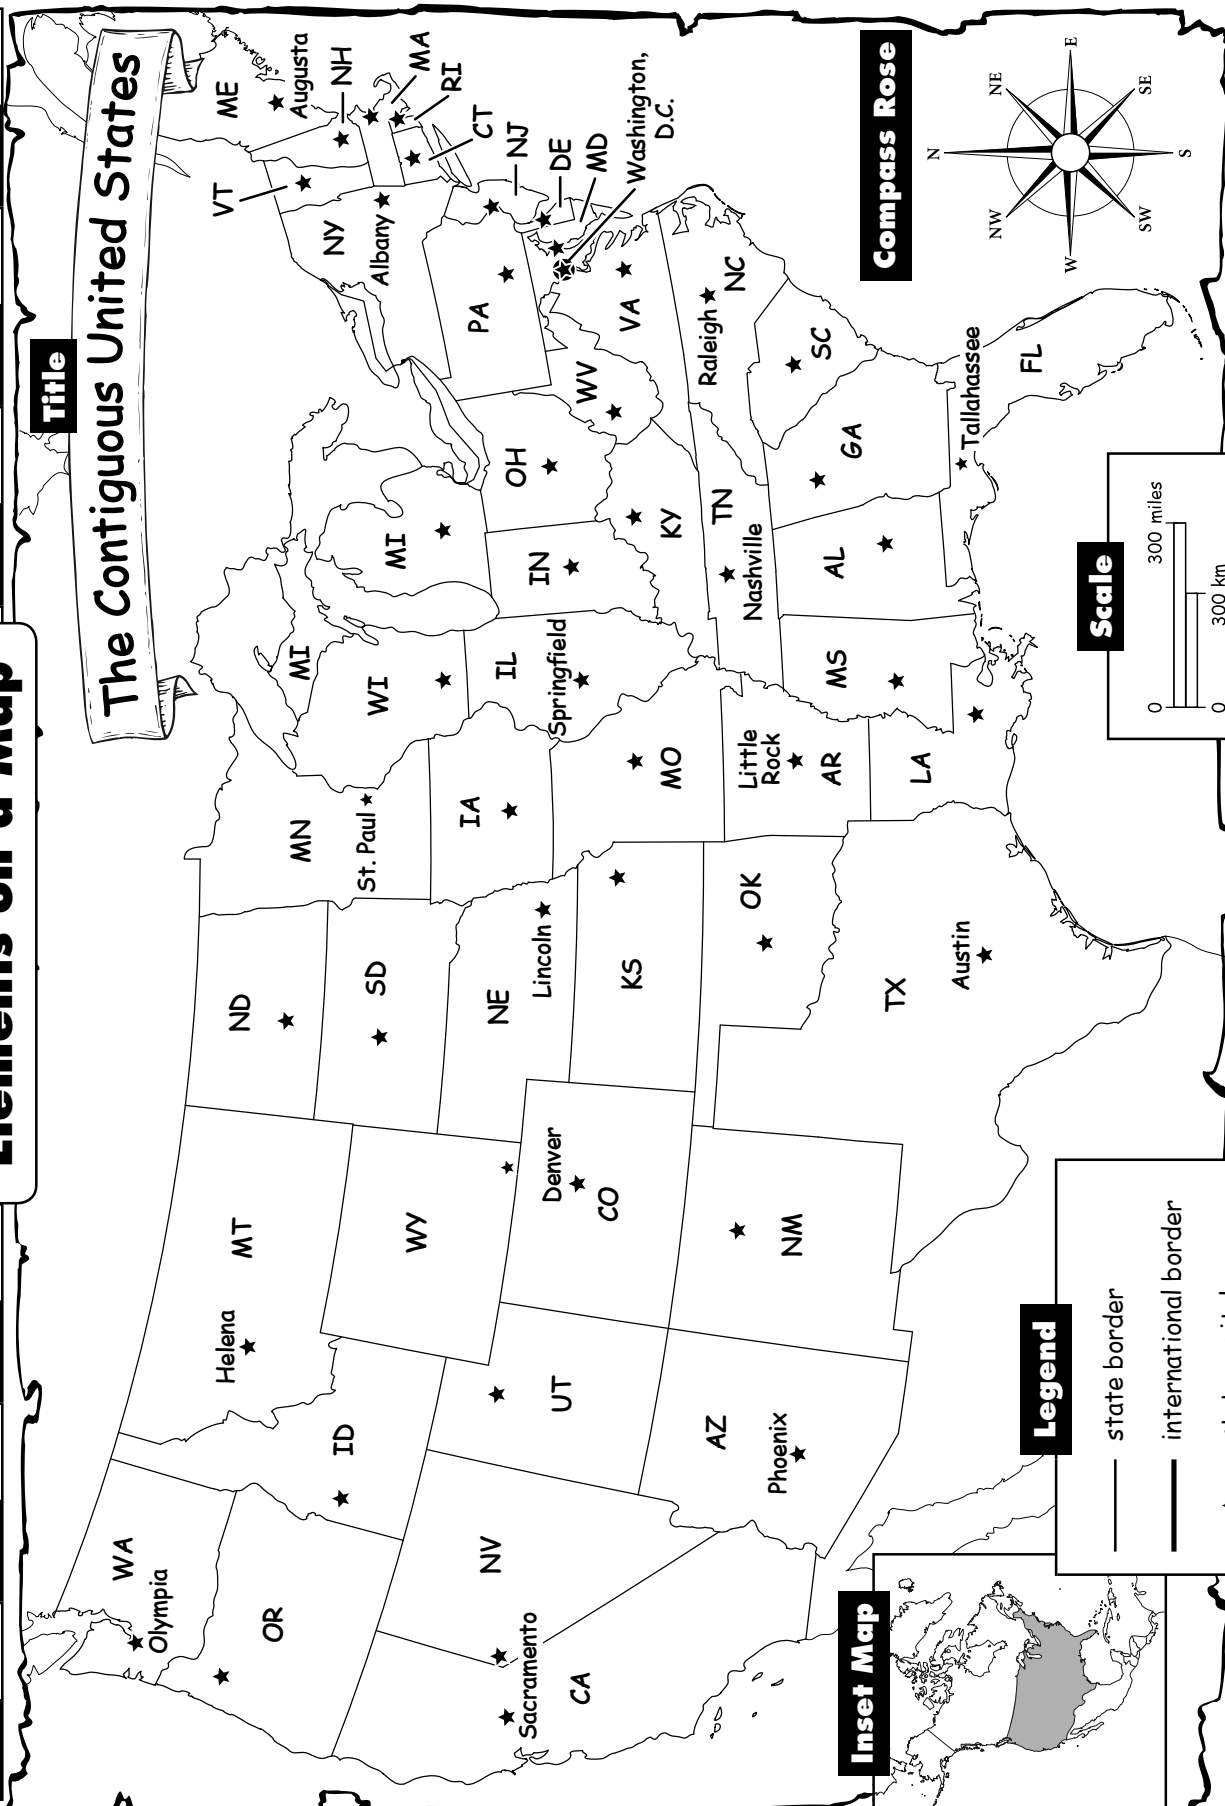 Elements on a Map
Title
The Contiguous United States
WA
Olympia
OR
CA
Sacramento
NV
ID
MT
Helena
WY
UT
AZ
Phoenix
CO
Denver
NM
ND
SD
NE
Lincoln
KS
OK
TX
Austin
MN
St. Paul
IA
MO
Little
Rock
AR
LA
WI
MI
MI
IL
Springfield
IN
OH
KY
TN
Nashville
MS
AL
GA
Tallahassee
FL
SC
NC
Raleigh
VA
WV
PA
NY
Albany
VT
ME
Augusta
NH
MA
RI
CT
NJ
DE
MD
Washington,
D.C.
Inset Map
Legend
state border
international border
Scale
0 300 miles
0 300 km
Compass Rose
N
NE
E
SE
S
SW
W
NW